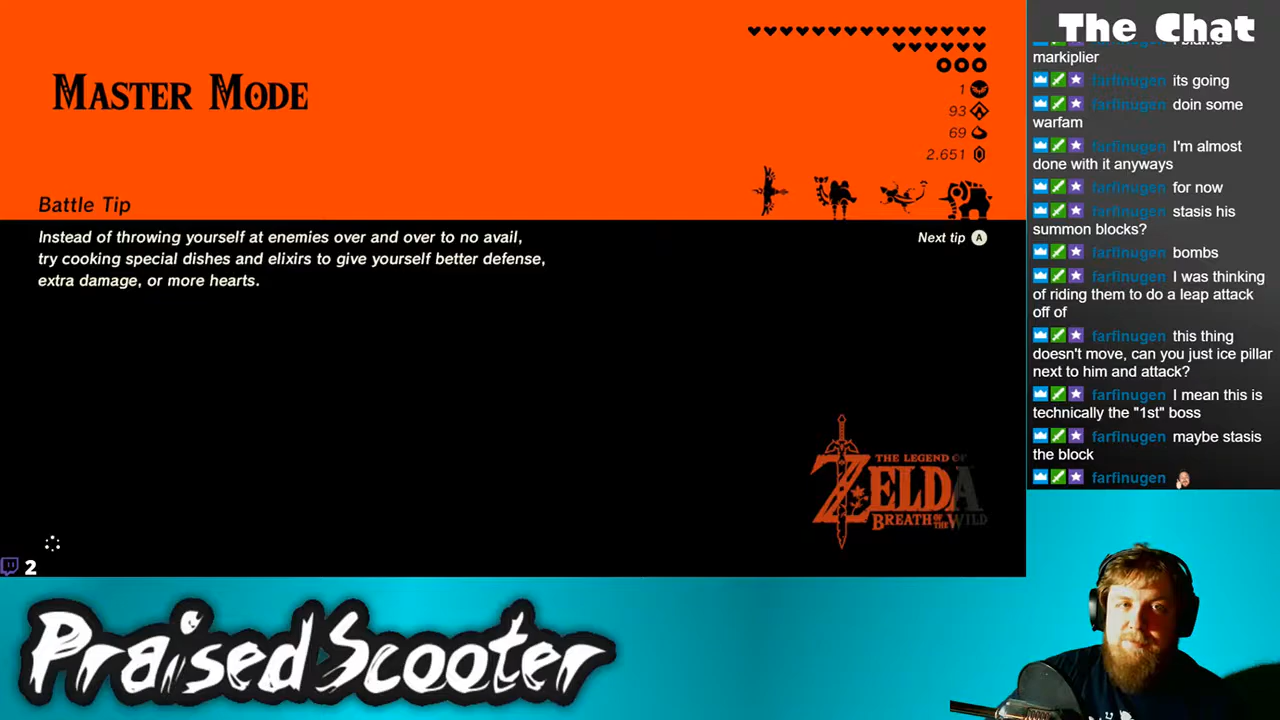 MASTER MODE
1
93
69
2.651
Battle Tip
Instead of throwing yourself at enemies over and over to no avail,
try cooking special dishes and elixirs to give yourself better defense,
extra damage, or more hearts.
Next tip A
THE LEGEND OF
ZELDA
BREATH OF THE WILD
2
PraisedScooter
The Chat
markiplier
farfinugen its going
farfinugen doin some
warfam
farfinugen I'm almost
done with it anyways
farfinugen for now
farfinugen stasis his
summon blocks?
farfinugen bombs
farfinugen I was thinking
of riding them to do a leap attack
off of
farfinugen this thing
doesn't move, can you just ice pillar
next to him and attack?
farfinugen I mean this is
technically the "1st" boss
farfinugen maybe stasis
the block
farfinugen